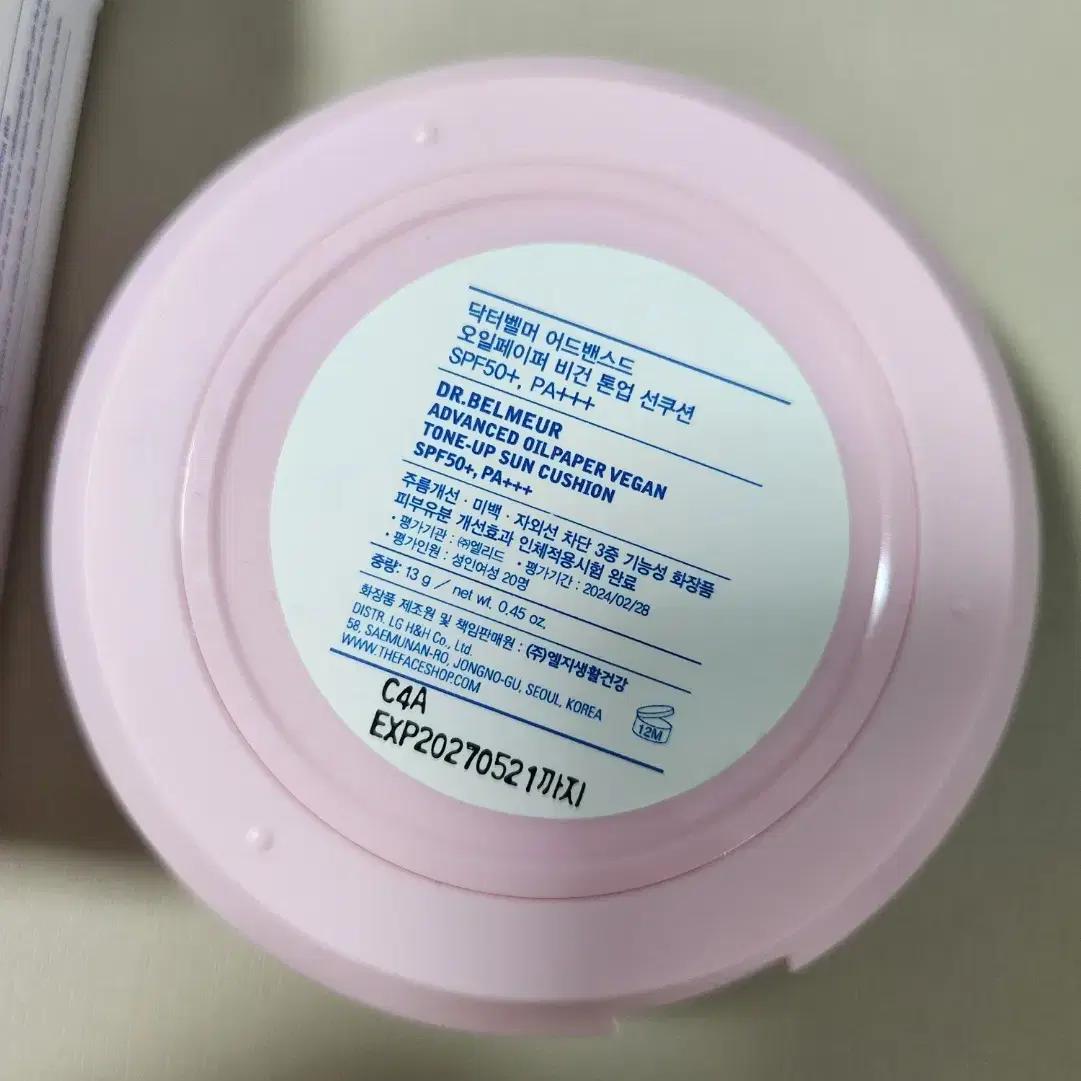 닥터벨머 어드밴스드
오일페이퍼 비건 톤업 선쿠션
SPF50+, PA+++
DR.BELMEUR
ADVANCED OILPAPER VEGAN
TONE-UP SUN CUSHION
SPF50+, PA+++
주름개선 · 미백 · 자외선 차단 3중 기능성 화장품
피부유분 개선효과 인체적용시험 완료
• 평가기관 : ㈜엘리드 • 평가기간 : 2024/02/28
• 평가인원 : 성인여성 20명
중량: 13 g / net wt. 0.45 oz.
화장품 제조원 및 책임판매원 : (주)엘지생활건강
DISTR. LG H&H Co., Ltd.
58, SAEMUNAN-RO, JONGNO-GU, SEOUL, KOREA
WWW.THEFACESHOP.COM
12M
C4A
EXP20270521까지